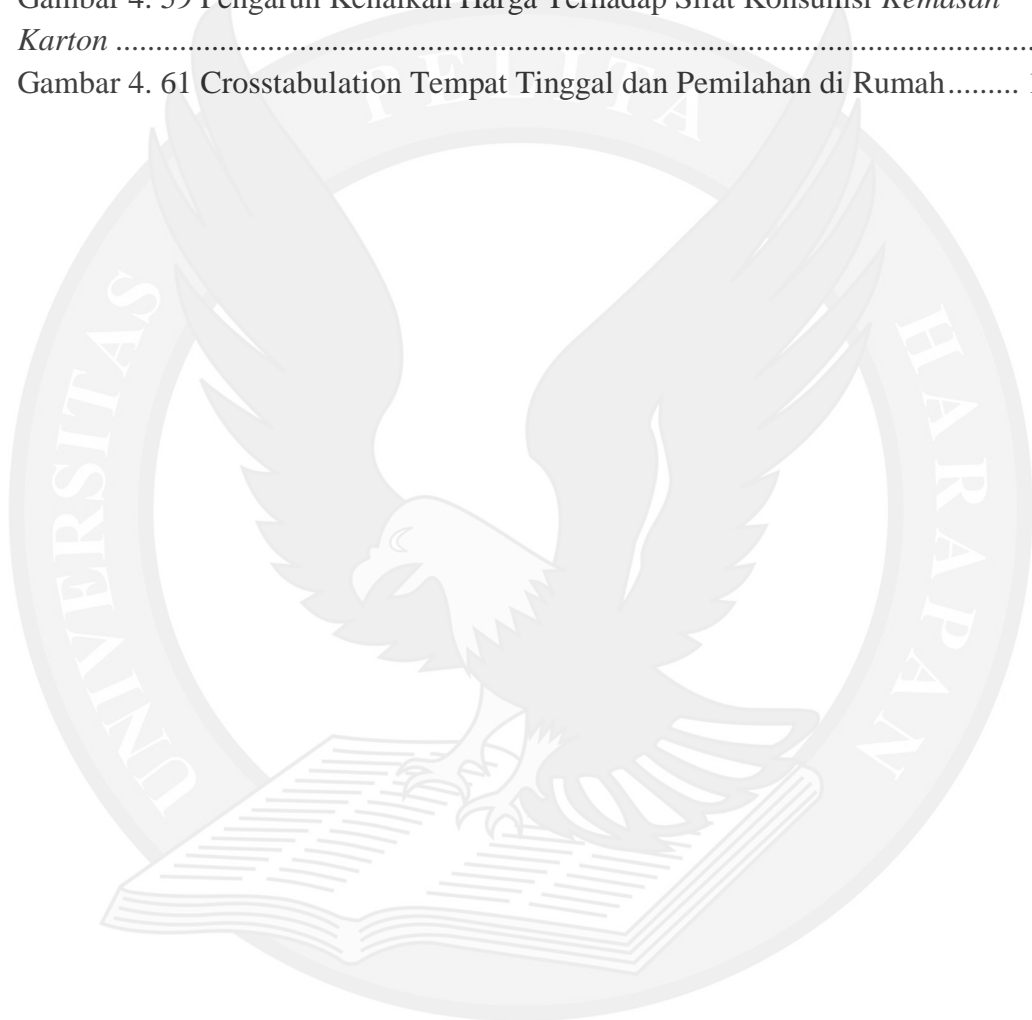 Gambar 4. 59 Pengaruh Kenaikan Harga Terhadap Sifat Konsumsi Kemasan
Karton ....................................................................................................................
Gambar 4. 61 Crosstabulation Tempat Tinggal dan Pemilahan di Rumah......... 1
UNIVERSITAS PELITA HARAPAN